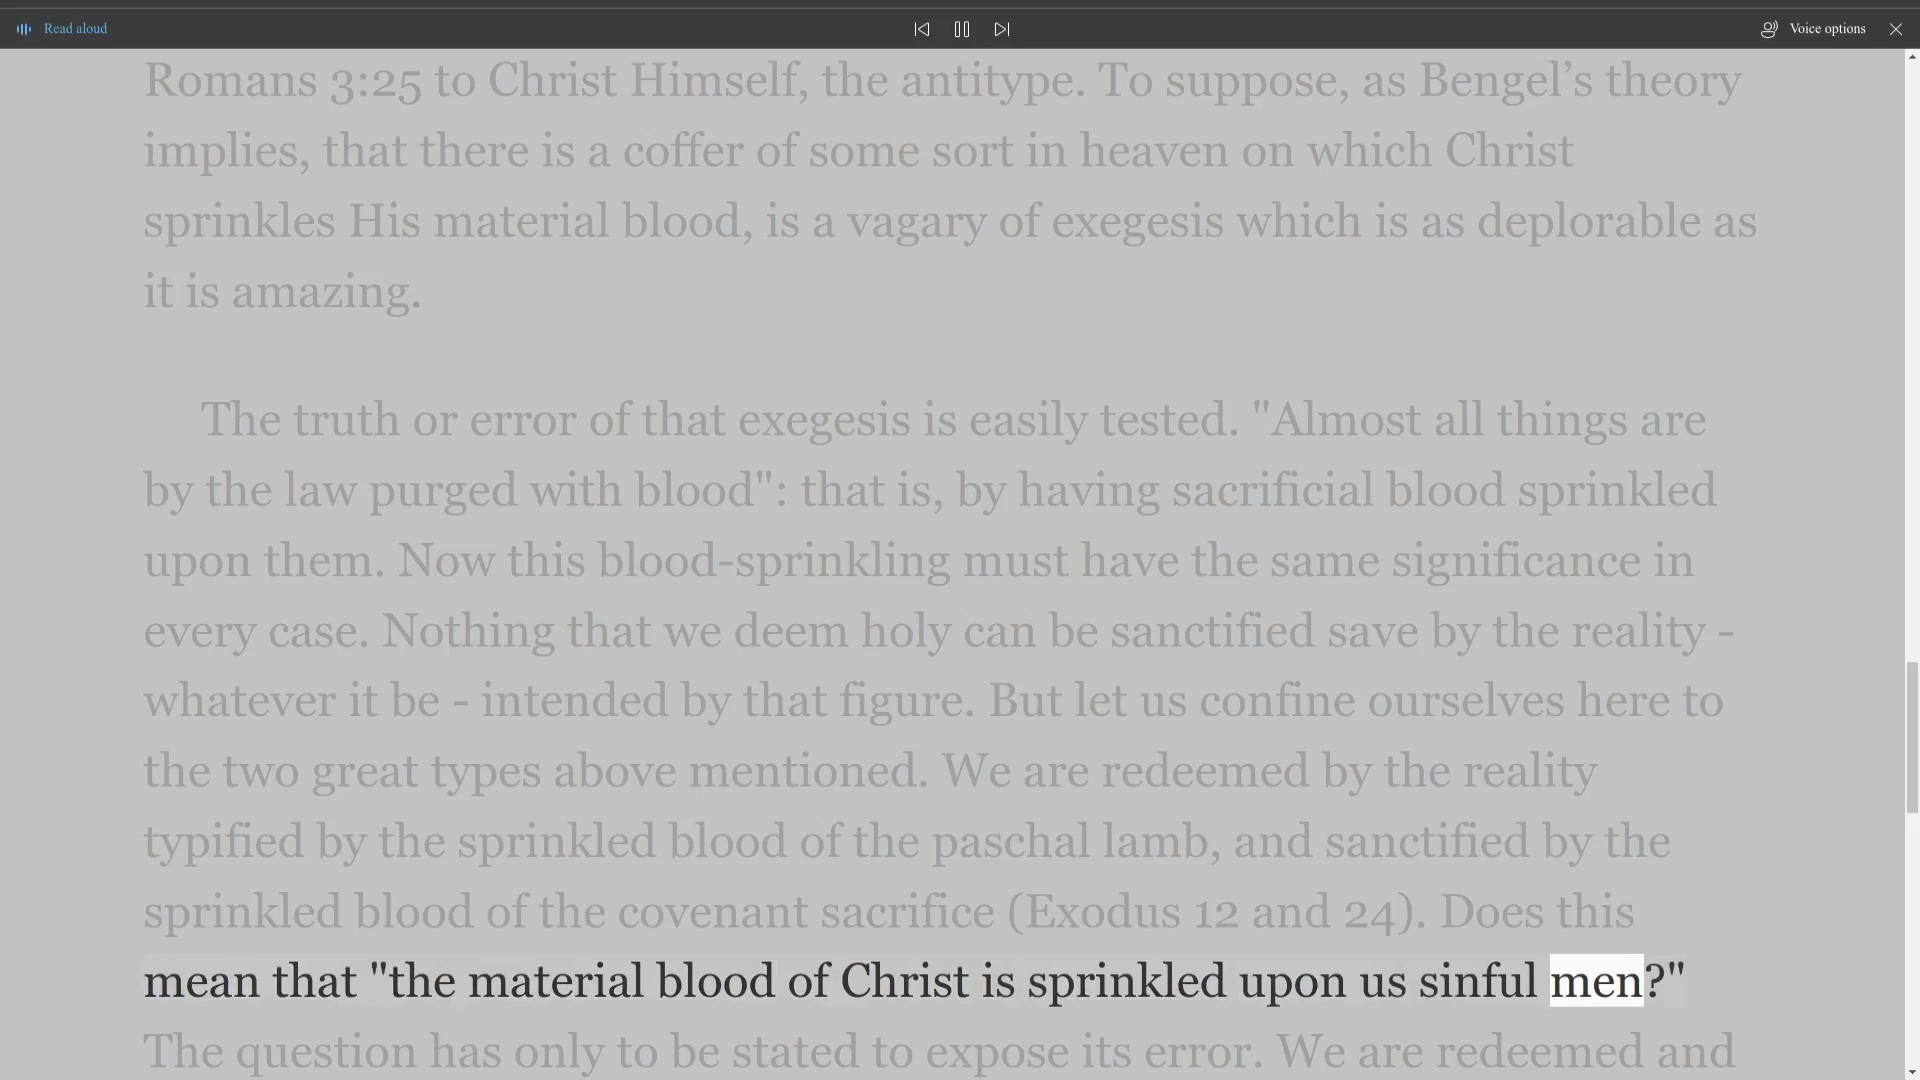 Read aloud
Voice options
Romans 3:25 to Christ Himself, the antitype. To suppose, as Bengel’s theory
implies, that there is a coffer of some sort in heaven on which Christ
sprinkles His material blood, is a vagary of exegesis which is as deplorable as
it is amazing.
The truth or error of that exegesis is easily tested. "Almost all things are
by the law purged with blood": that is, by having sacrificial blood sprinkled
upon them. Now this blood-sprinkling must have the same significance in
every case. Nothing that we deem holy can be sanctified save by the reality -
whatever it be - intended by that figure. But let us confine ourselves here to
the two great types above mentioned. We are redeemed by the reality
typified by the sprinkled blood of the paschal lamb, and sanctified by the
sprinkled blood of the covenant sacrifice (Exodus 12 and 24). Does this
mean that "the material blood of Christ is sprinkled upon us sinful men?"
The question has only to be stated to expose its error. We are redeemed and